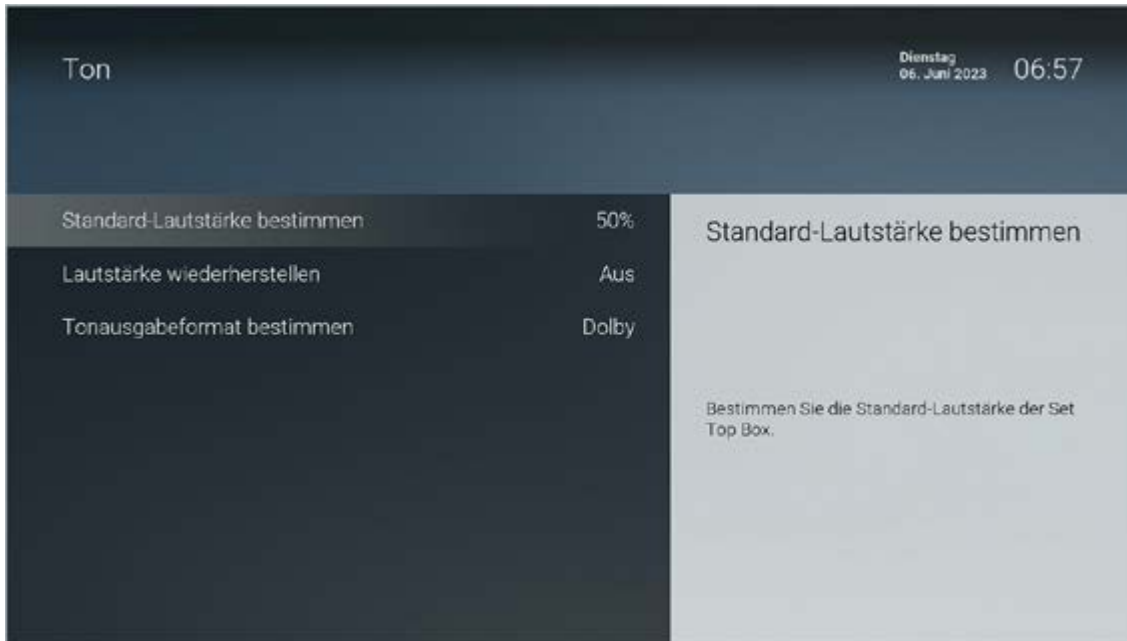 Ton
Dienstag
06. Juni 2023
06:57
Standard-Lautstärke bestimmen 50%
Lautstärke wiederherstellen Aus
Tonausgabeformat bestimmen Dolby
Standard-Lautstärke bestimmen
Bestimmen Sie die Standard-Lautstärke der Set
Top Box.